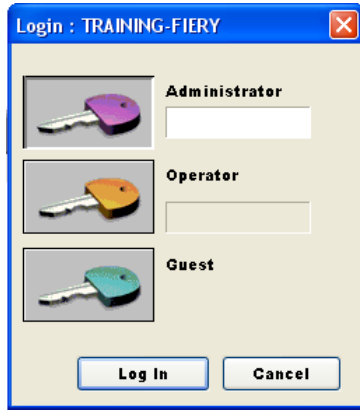 Login : TRAINING-FIERY
Administrator
Operator
Guest
Log In
Cancel